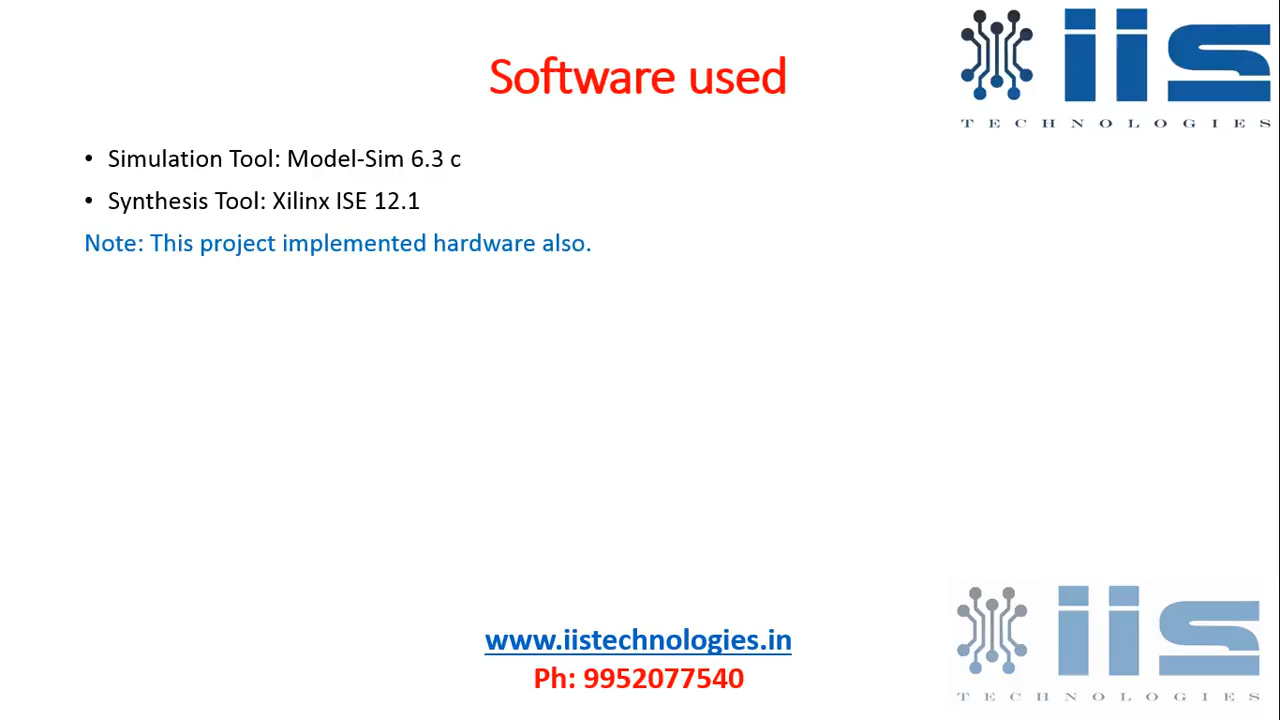 iis
TECHNOLOGIES
Software used
• Simulation Tool: Model-Sim 6.3 c
• Synthesis Tool: Xilinx ISE 12.1
Note: This project implemented hardware also.
www.iistechnologies.in
Ph: 9952077540
iis
TECHNOLOGIES